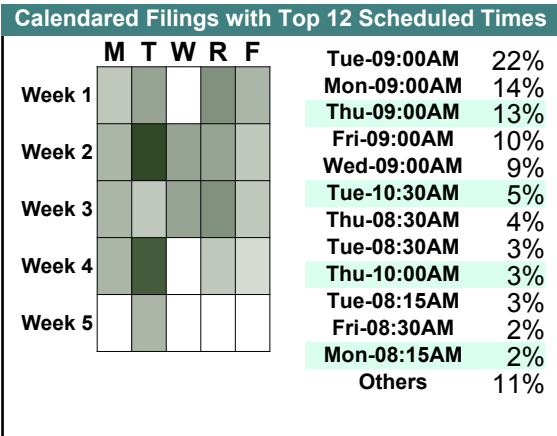 Calendared Filings with Top 12 Scheduled Times
M T W R F
Week 1
Week 2
Week 3
Week 4
Week 5
Tue-09:00AM 22%
Mon-09:00AM 14%
Thu-09:00AM 13%
Fri-09:00AM 10%
Wed-09:00AM 9%
Tue-10:30AM 5%
Thu-08:30AM 4%
Tue-08:30AM 3%
Thu-10:00AM 3%
Tue-08:15AM 3%
Fri-08:30AM 2%
Mon-08:15AM 2%
Others 11%